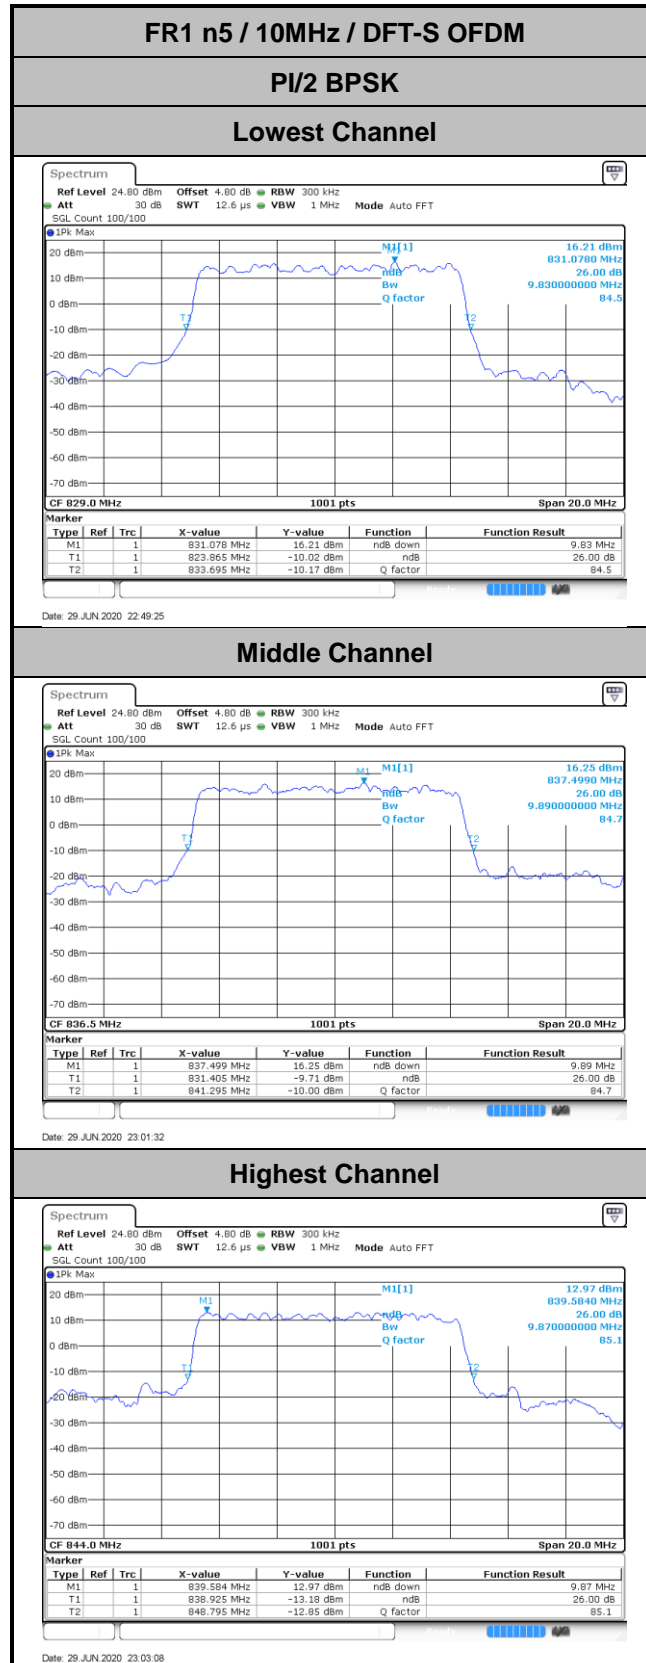 FR1 n5 / 10MHz / DFT-S OFDM
PI/2 BPSK
Lowest Channel
Spectrum
Ref Level 24.80 dBm Offset 4.80 dB RBW 300 kHz
Att 30 dB SWT 12.6 µs VBW 1 MHz Mode Auto FFT
SGL Count 100/100
1Pk Max
M1[1] 16.21 dBm
831.0780 MHz
ndB 26.00 dB
Bw 9.830000000 MHz
Q factor 84.5
M1
T1
T2
20 dBm
10 dBm
0 dBm
-10 dBm
-20 dBm
-30 dBm
-40 dBm
-50 dBm
-60 dBm
-70 dBm
CF 829.0 MHz 1001 pts Span 20.0 MHz
Marker
Type Ref Trc X-value Y-value Function Function Result
M1 1 831.078 MHz 16.21 dBm ndB down 9.83 MHz
T1 1 823.865 MHz -10.02 dBm ndB 26.00 dB
T2 1 833.695 MHz -10.17 dBm Q factor 84.5
Date: 29.JUN.2020 22:49:25
Middle Channel
Spectrum
Ref Level 24.80 dBm Offset 4.80 dB RBW 300 kHz
Att 30 dB SWT 12.6 µs VBW 1 MHz Mode Auto FFT
SGL Count 100/100
1Pk Max
M1[1] 16.25 dBm
837.4990 MHz
ndB 26.00 dB
Bw 9.890000000 MHz
Q factor 84.7
M1
T1
T2
20 dBm
10 dBm
0 dBm
-10 dBm
-20 dBm
-30 dBm
-40 dBm
-50 dBm
-60 dBm
-70 dBm
CF 836.5 MHz 1001 pts Span 20.0 MHz
Marker
Type Ref Trc X-value Y-value Function Function Result
M1 1 837.499 MHz 16.25 dBm ndB down 9.89 MHz
T1 1 831.405 MHz -9.71 dBm ndB 26.00 dB
T2 1 841.295 MHz -10.00 dBm Q factor 84.7
Date: 29.JUN.2020 23:01:32
Highest Channel
Spectrum
Ref Level 24.80 dBm Offset 4.80 dB RBW 300 kHz
Att 30 dB SWT 12.6 µs VBW 1 MHz Mode Auto FFT
SGL Count 100/100
1Pk Max
M1[1] 12.97 dBm
839.5840 MHz
ndB 26.00 dB
Bw 9.870000000 MHz
Q factor 85.1
M1
T1
T2
20 dBm
10 dBm
0 dBm
-10 dBm
-20 dBm
-30 dBm
-40 dBm
-50 dBm
-60 dBm
-70 dBm
CF 844.0 MHz 1001 pts Span 20.0 MHz
Marker
Type Ref Trc X-value Y-value Function Function Result
M1 1 839.584 MHz 12.97 dBm ndB down 9.87 MHz
T1 1 838.925 MHz -13.18 dBm ndB 26.00 dB
T2 1 848.795 MHz -12.85 dBm Q factor 85.1
Date: 29.JUN.2020 23:03:08